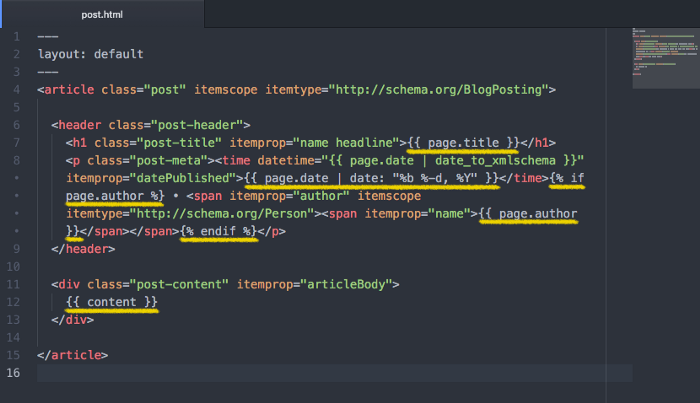 post.html
1 ---
2 layout: default
3 ---
4 <article class="post" itemscope itemtype="http://schema.org/BlogPosting">
5
6 <header class="post-header">
7 <h1 class="post-title" itemprop="name headline">{{ page.title }}</h1>
8 <p class="post-meta"><time datetime="{{ page.date | date_to_xmlschema }}"
• itemprop="datePublished">{{ page.date | date: "%b %-d, %Y" }}</time>{% if
• page.author %} • <span itemprop="author" itemscope
• itemtype="http://schema.org/Person"><span itemprop="name">{{ page.author
• }}</span></span>{% endif %}</p>
9 </header>
10
11 <div class="post-content" itemprop="articleBody">
12 {{ content }}
13 </div>
14
15 </article>
16